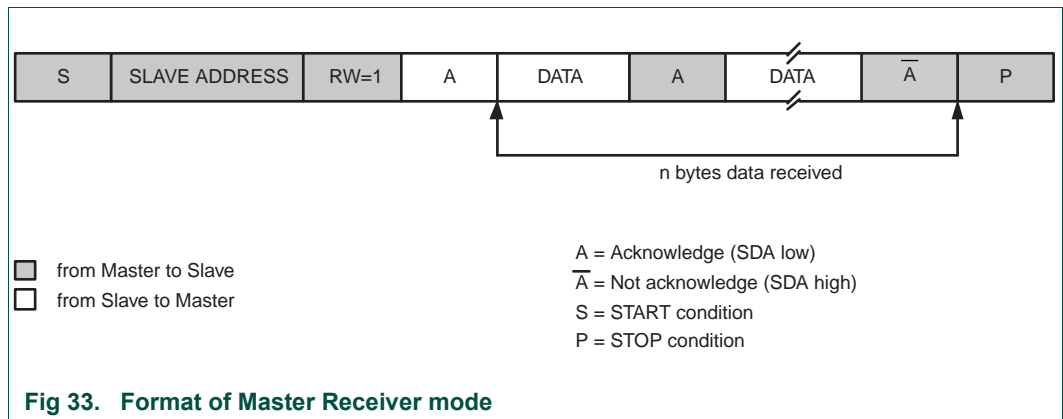 S SLAVE ADDRESS RW=1 A DATA A DATA A̅ P
n bytes data received
from Master to Slave
from Slave to Master
A = Acknowledge (SDA low)
A̅ = Not acknowledge (SDA high)
S = START condition
P = STOP condition
Fig 33. Format of Master Receiver mode